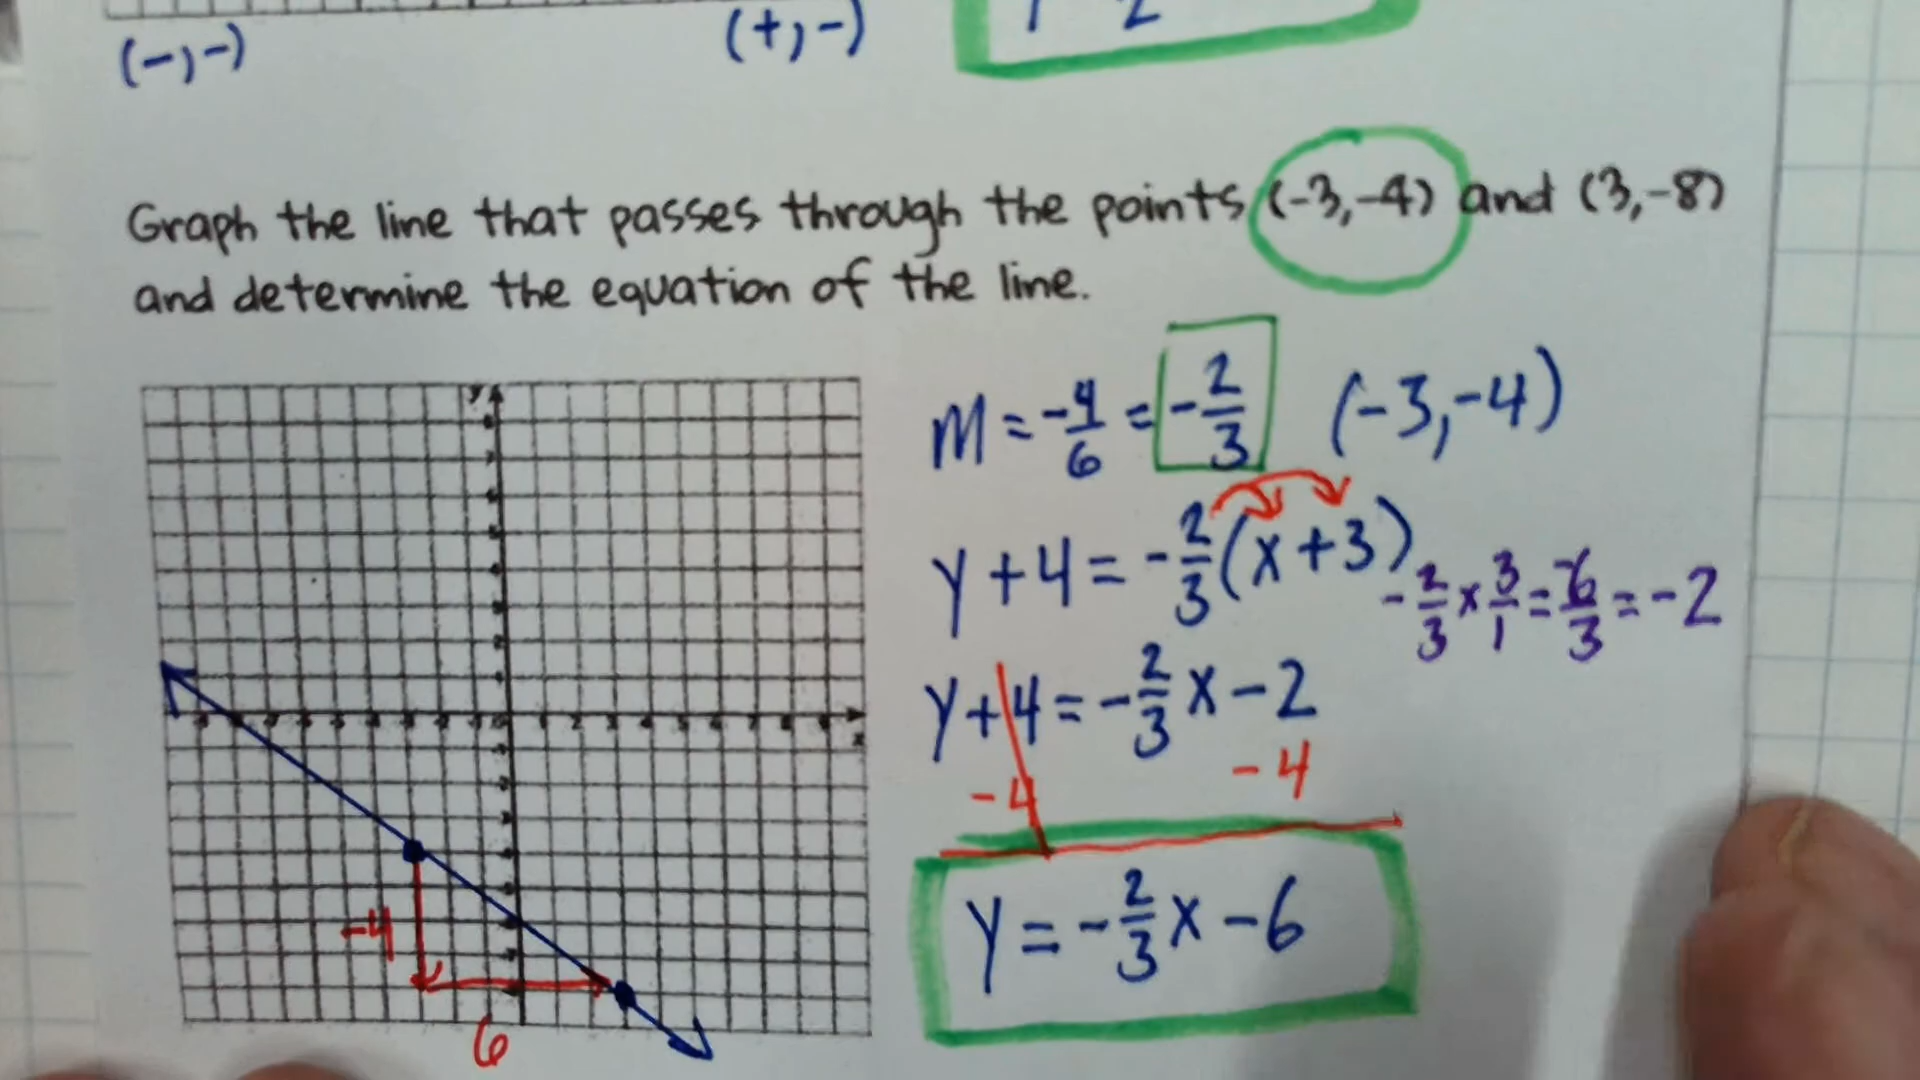 (-,-) (+,-)
Graph the line that passes through the points (-3,-4) and (3,-8)
and determine the equation of the line.
y
M = -4/6 = -2/3 (-3,-4)
y + 4 = -2/3(x + 3)
-2/3 × 3/1 = -6/3 = -2
y + 4 = -2/3 x - 2
-4 -4
y = -2/3 x - 6
x
-4
6